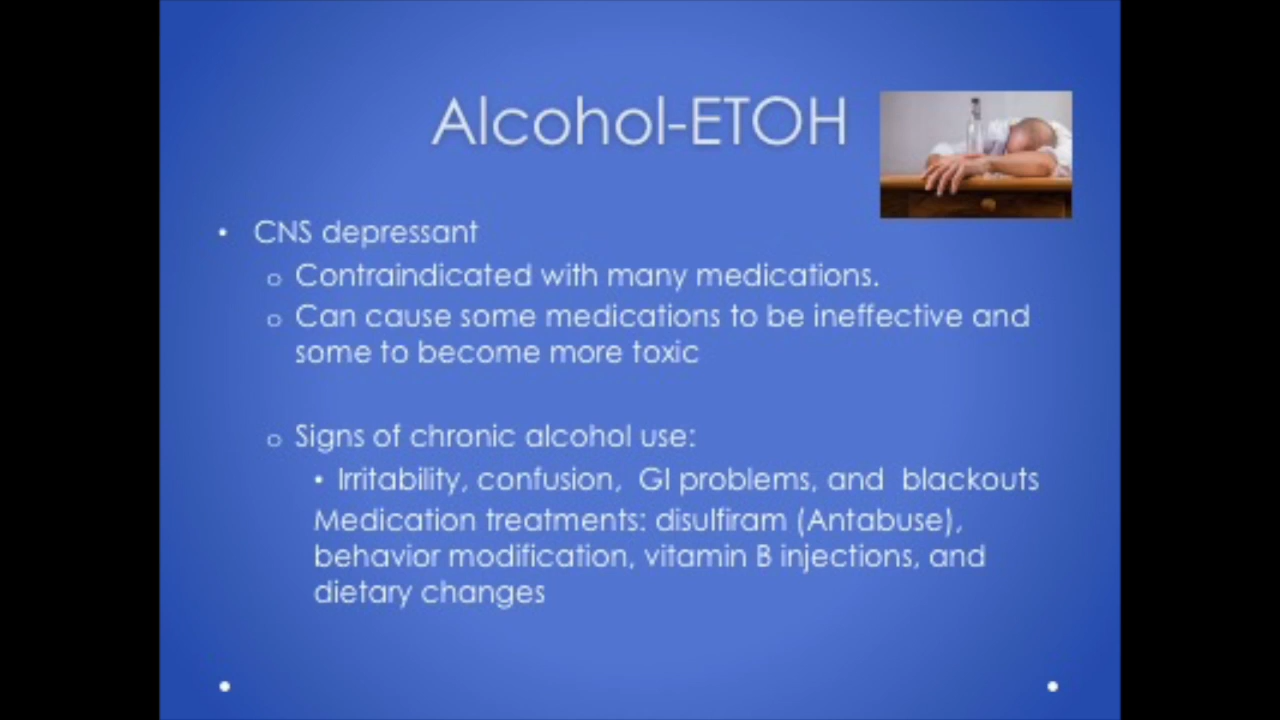 Alcohol-ETOH
• CNS depressant
o Contraindicated with many medications.
o Can cause some medications to be ineffective and
some to become more toxic
o Signs of chronic alcohol use:
• Irritability, confusion, GI problems, and blackouts
Medication treatments: disulfiram (Antabuse),
behavior modification, vitamin B injections, and
dietary changes